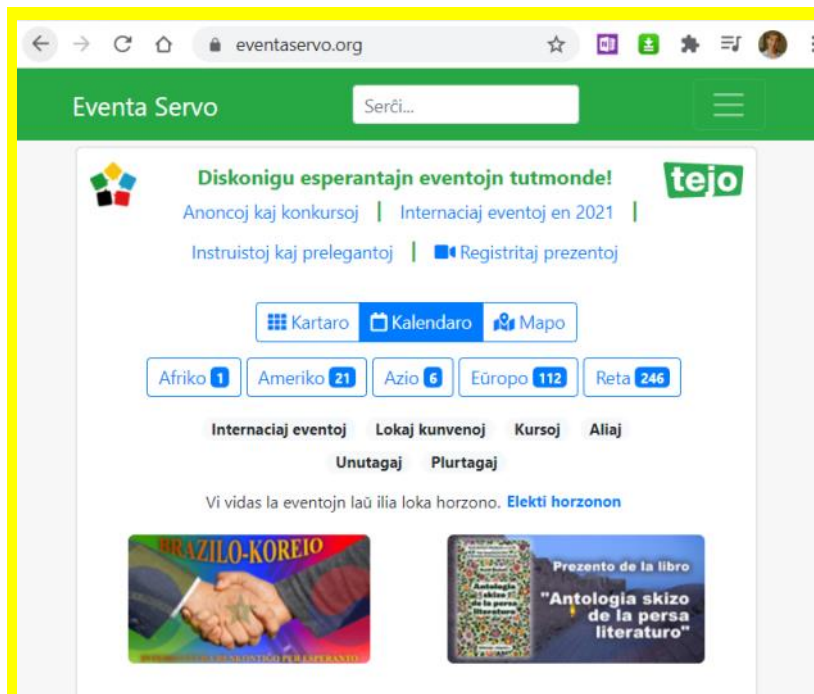 eventaservo.org
Eventa Servo
Serĉi...
Diskonigu esperantajn eventojn tutmonde!
tejo
Anoncoj kaj konkursoj | Internaciaj eventoj en 2021 |
Instruistoj kaj prelegantoj | Registritaj prezentoj
Kartaro Kalendaro Mapo
Afriko 1 Ameriko 21 Azio 6 Eŭropo 112 Reta 246
Internaciaj eventoj Lokaj kunvenoj Kursoj Aliaj
Unutagaj Plurtagaj
Vi vidas la eventojn laŭ ilia loka horzono. Elekti horzonon
BRAZILO-KOREIO
Prezento de la libro
"Antologia skizo
de la persa
literaturo"
Antologia
skizo
de la persa
literaturo